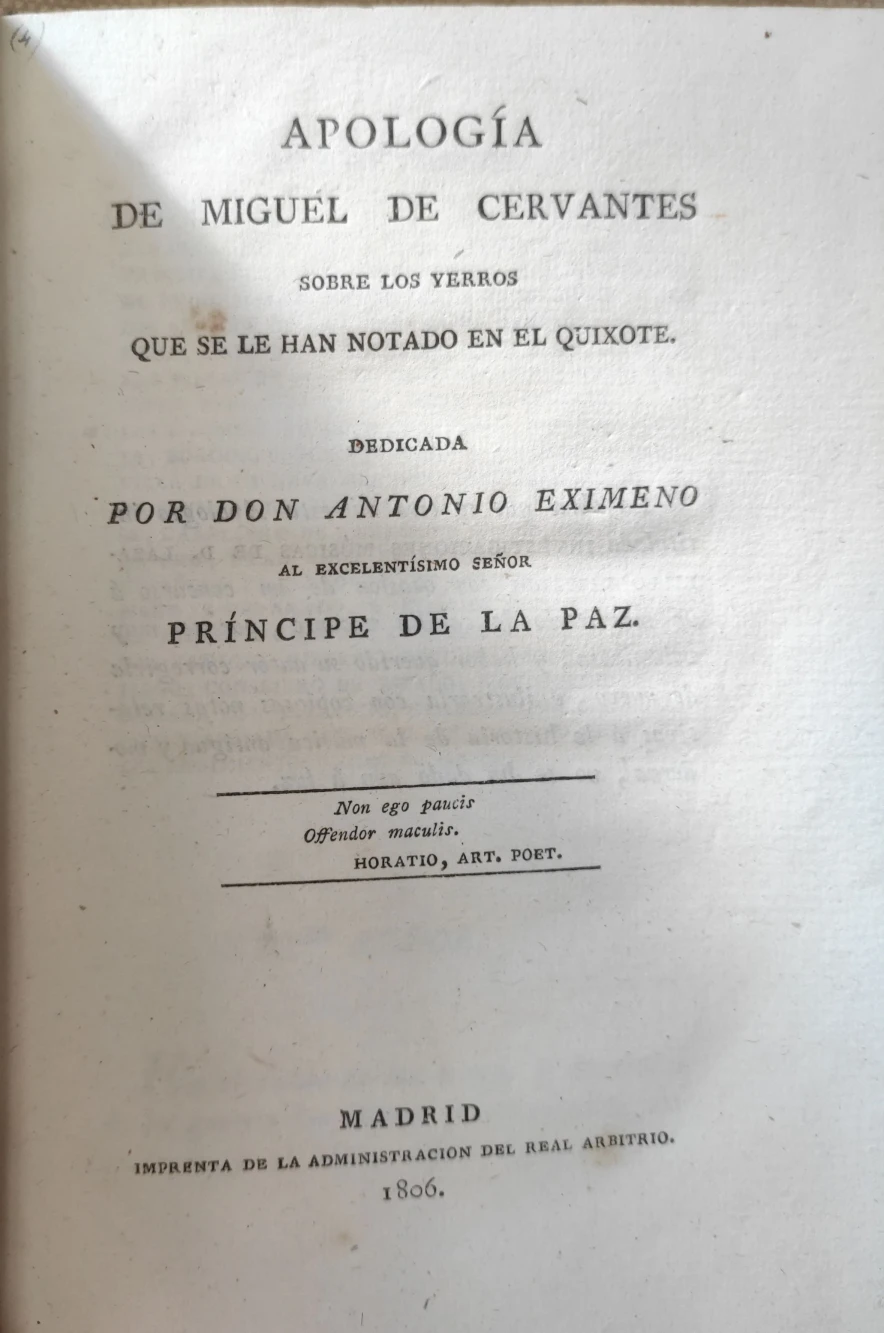 (4)
APOLOGÍA
DE MIGUEL DE CERVANTES
SOBRE LOS YERROS
QUE SE LE HAN NOTADO EN EL QUIXOTE.
DEDICADA
POR DON ANTONIO EXIMENO
AL EXCELENTÍSIMO SEÑOR
PRÍNCIPE DE LA PAZ.
Non ego paucis
Offendor maculis.
HORATIO, ART. POET.
MADRID
IMPRENTA DE LA ADMINISTRACION DEL REAL ARBITRIO.
1806.